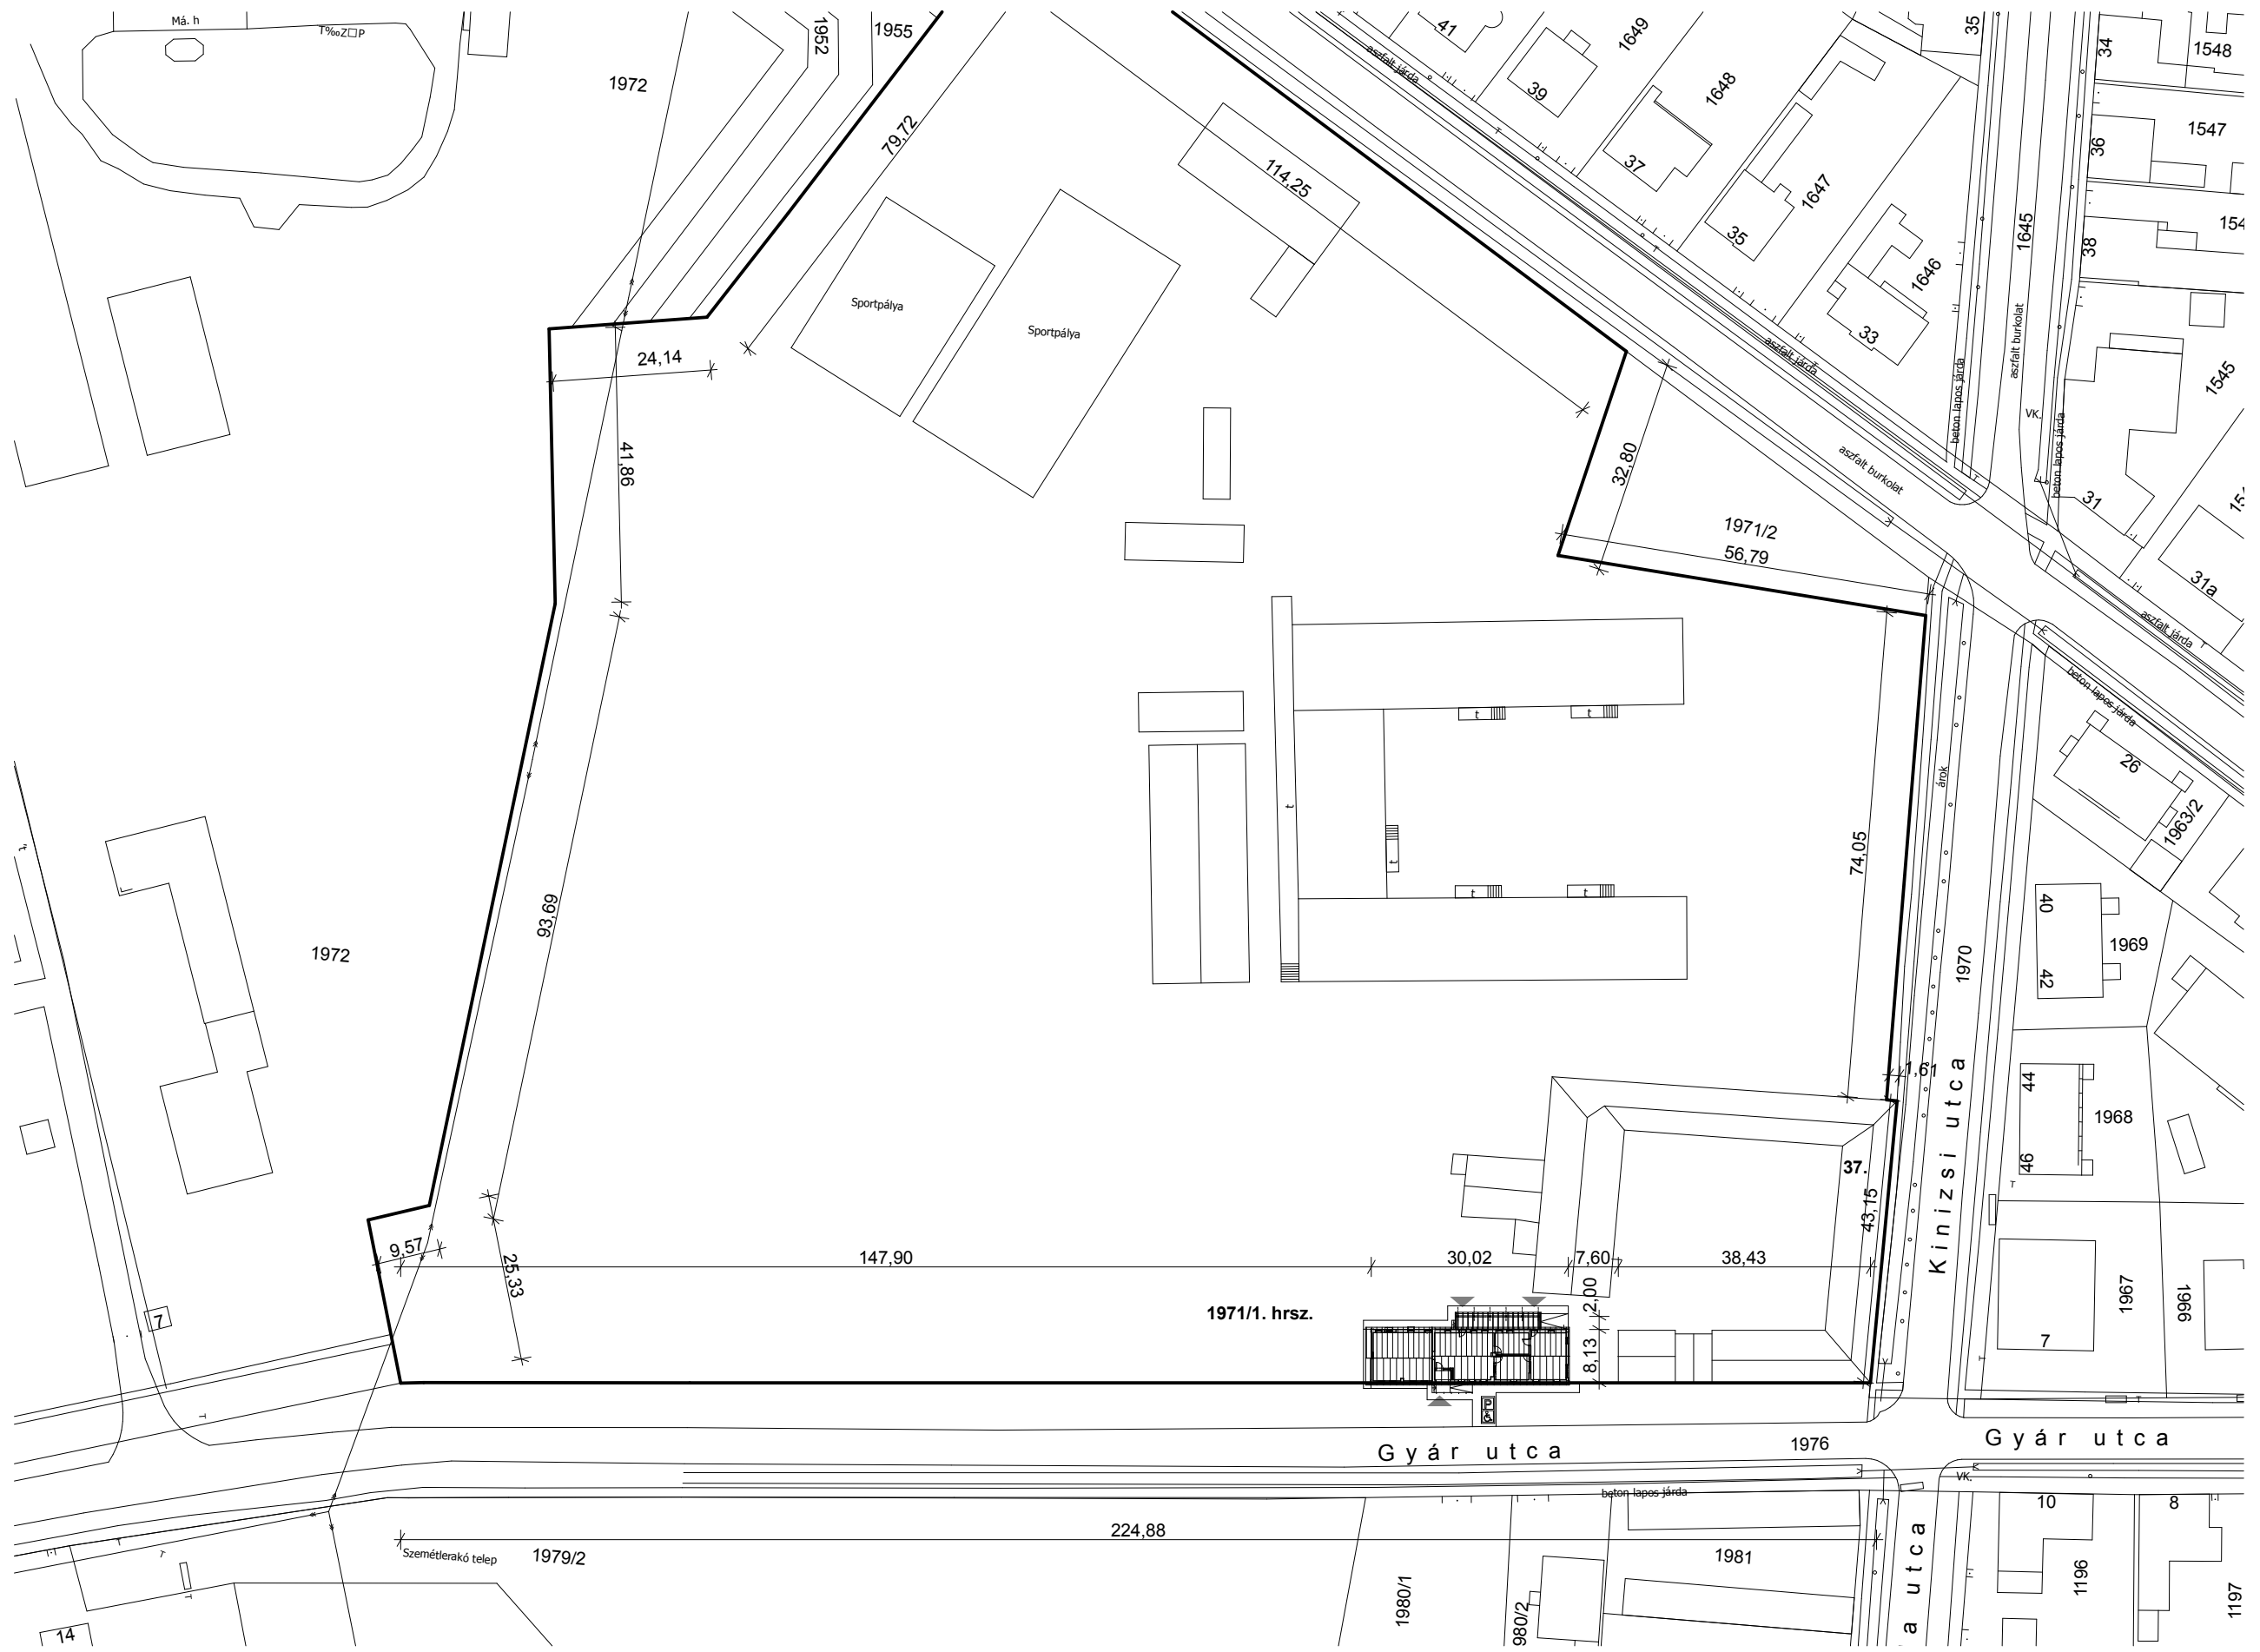 Má. h
T‰Z□P
1972
1952
1955
79,72
114,25
41
aszfalt járda
39
1649
37
1648
35
1647
33
1646
aszfalt járda
35
34
1548
36
1547
38
1645
aszfalt burkolat
beton lapos járda
beton lapos járda
VK.
1545
31
31a
Sportpálya
Sportpálya
24,14
41,86
32,80
aszfalt burkolat
1971/2
56,79
aszfalt járda
beton lapos járda
26
1963/2
t
t
t
t
t
t
árok
74,05
93,69
1972
40
42
1969
1970
1,61
44
46
1968
37.
43,15
Kinizsi utca
9,57
25,33
147,90
30,02
7,60
38,43
2,00
8,13
1971/1. hrsz.
7
1967
1966
7
P
Gyár utca
1976
Gyár utca
beton lapos járda
VK.
10
8
224,88
Szemétlerakó telep
1979/2
1980/1
980/2
1981
a utca
1196
1197
14